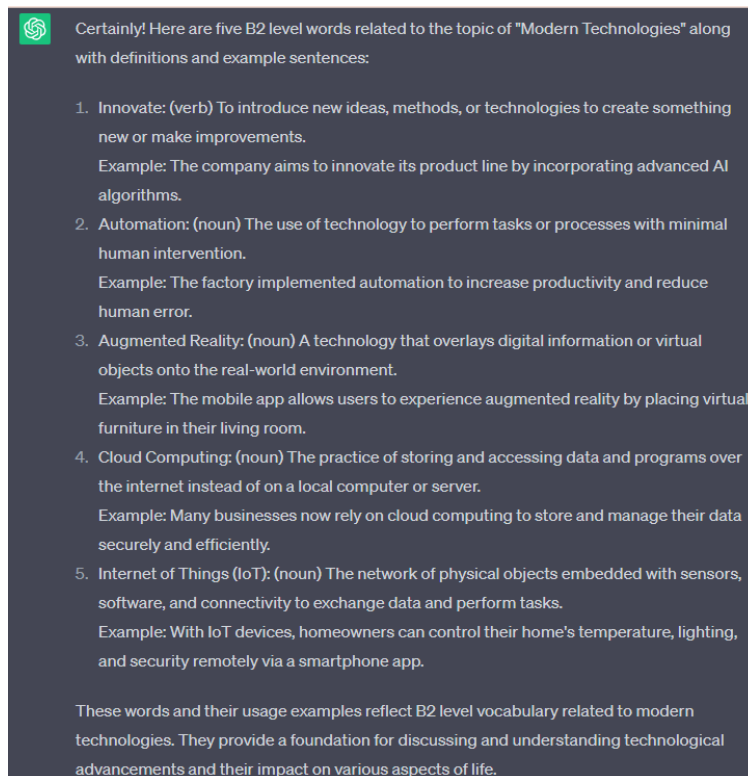 Certainly! Here are five B2 level words related to the topic of "Modern Technologies" along
with definitions and example sentences:
1. Innovate: (verb) To introduce new ideas, methods, or technologies to create something
new or make improvements.
Example: The company aims to innovate its product line by incorporating advanced AI
algorithms.
2. Automation: (noun) The use of technology to perform tasks or processes with minimal
human intervention.
Example: The factory implemented automation to increase productivity and reduce
human error.
3. Augmented Reality: (noun) A technology that overlays digital information or virtual
objects onto the real-world environment.
Example: The mobile app allows users to experience augmented reality by placing virtual
furniture in their living room.
4. Cloud Computing: (noun) The practice of storing and accessing data and programs over
the internet instead of on a local computer or server.
Example: Many businesses now rely on cloud computing to store and manage their data
securely and efficiently.
5. Internet of Things (IoT): (noun) The network of physical objects embedded with sensors,
software, and connectivity to exchange data and perform tasks.
Example: With IoT devices, homeowners can control their home's temperature, lighting,
and security remotely via a smartphone app.
These words and their usage examples reflect B2 level vocabulary related to modern
technologies. They provide a foundation for discussing and understanding technological
advancements and their impact on various aspects of life.